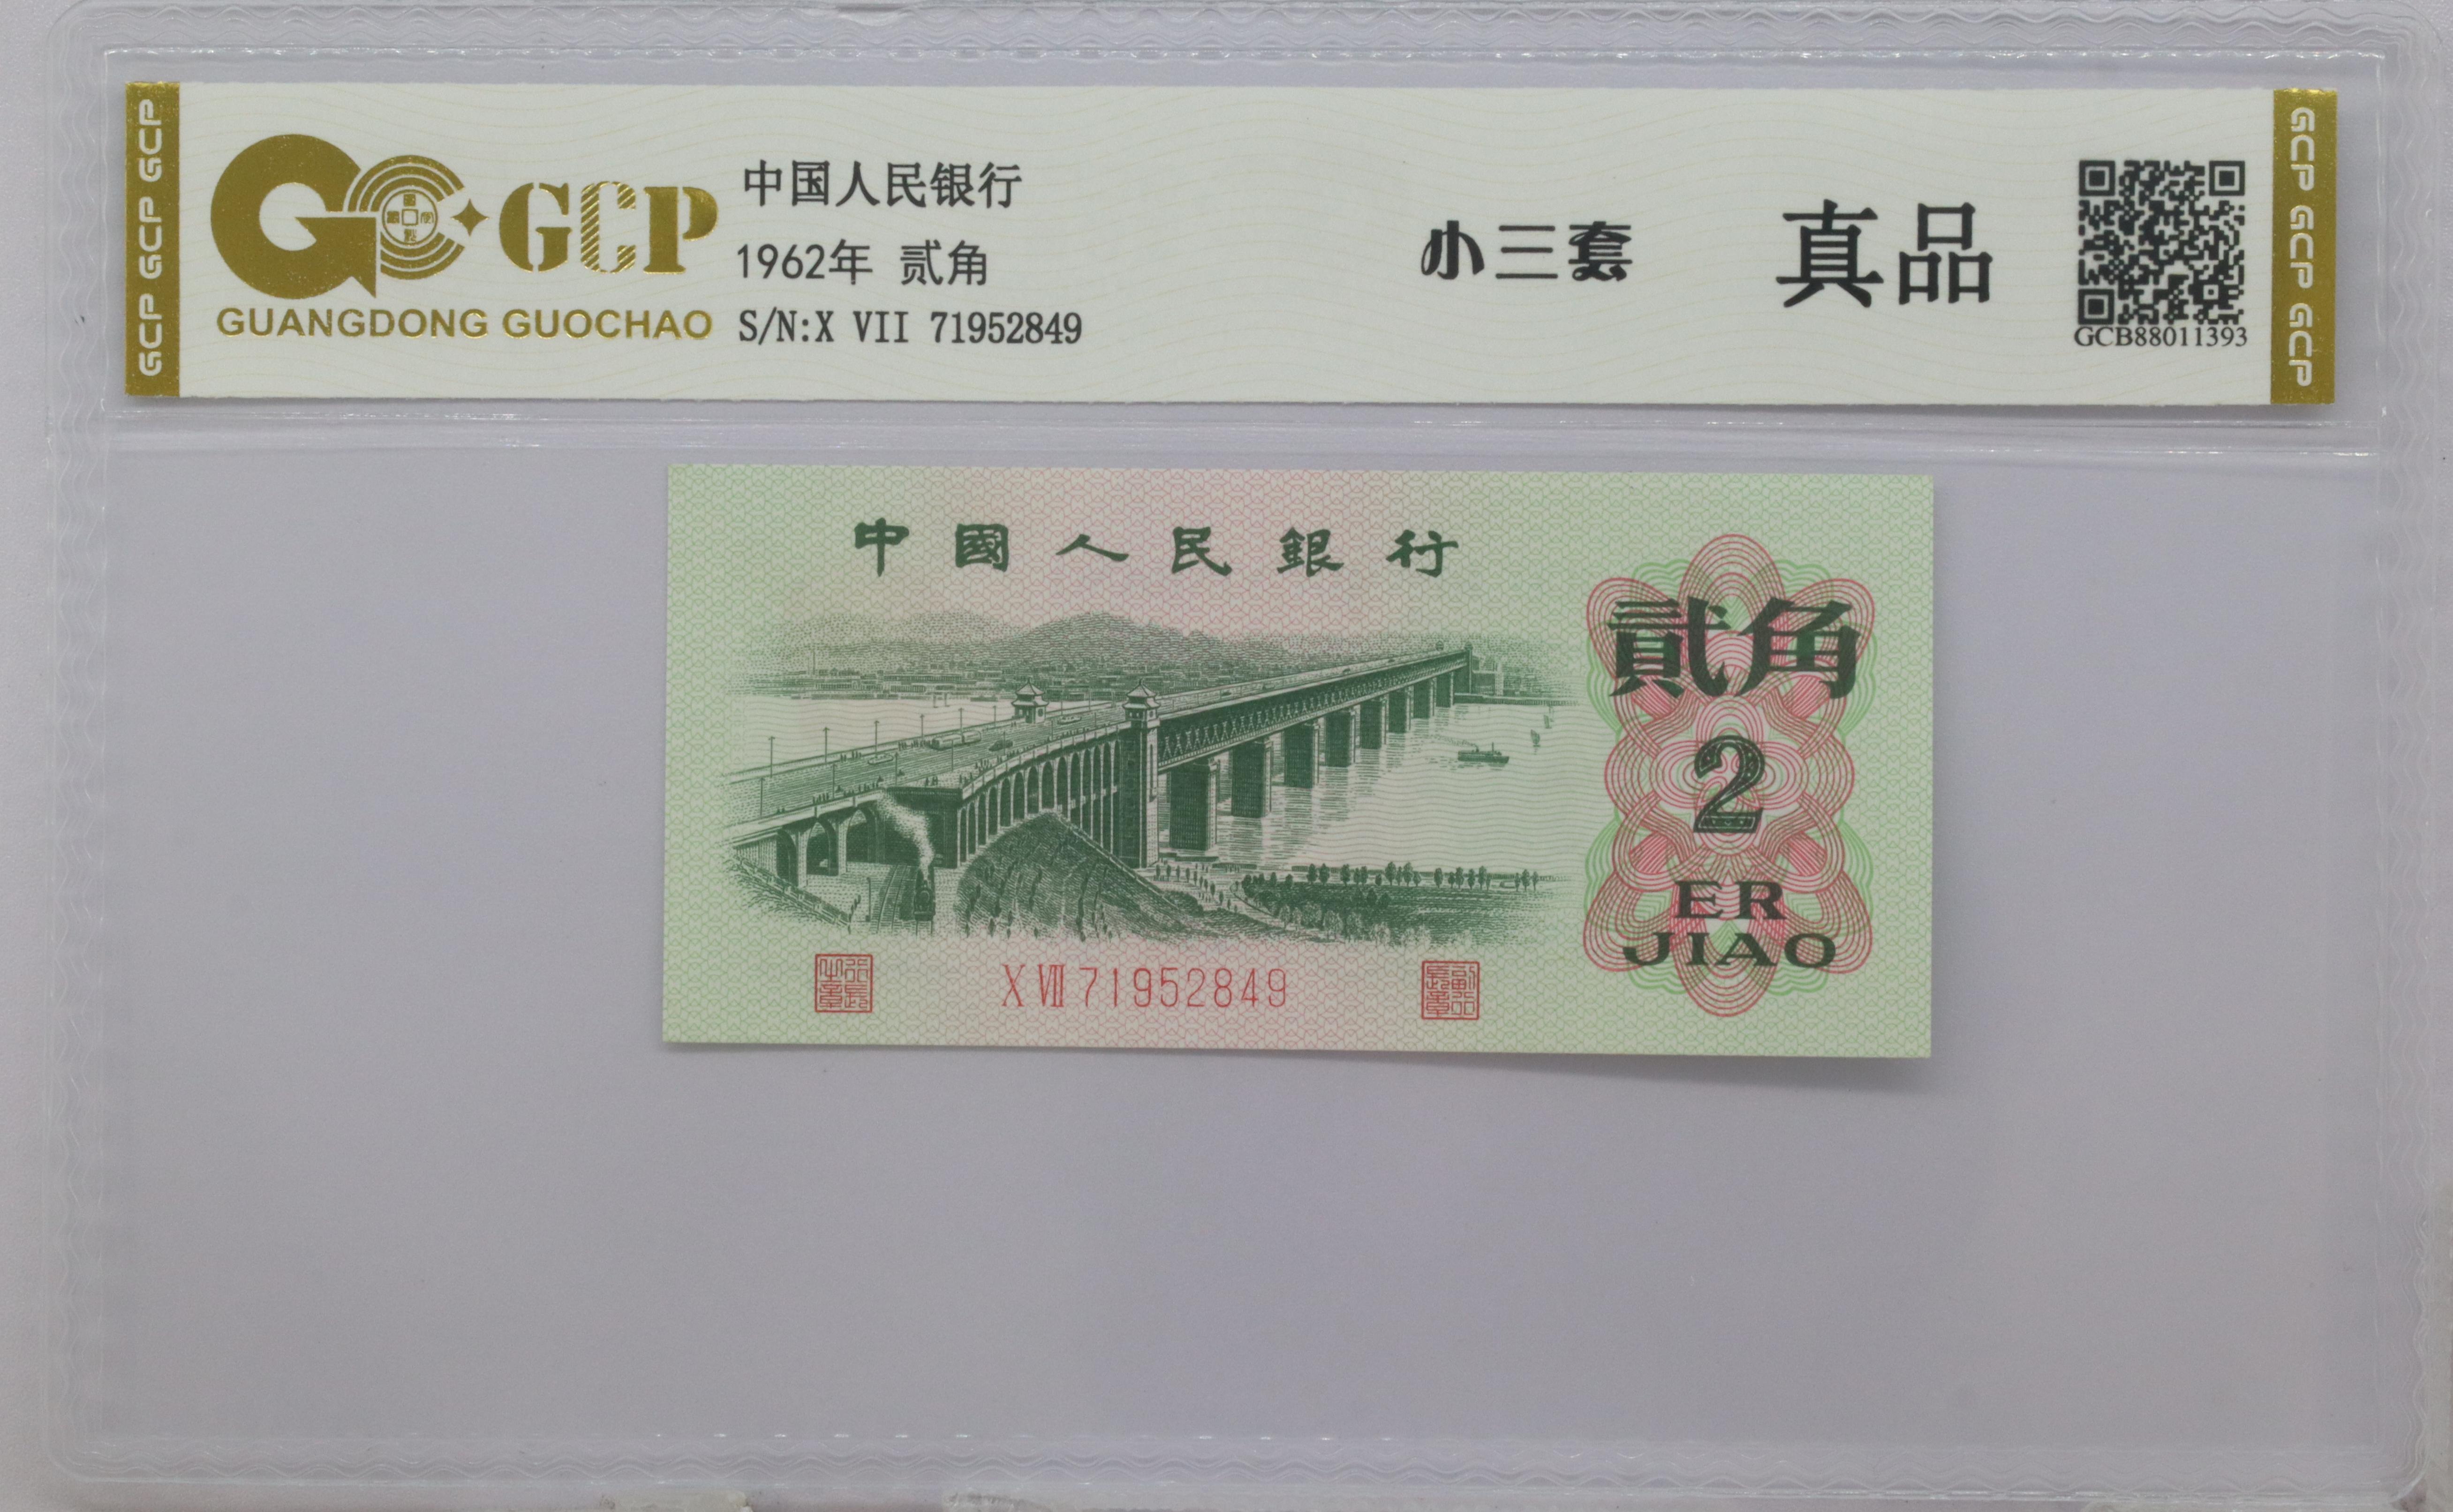 GCP GCP GCP
GCP
GUANGDONG GUOCHAO
中国人民银行
1962年 贰角
S/N:X VII 71952849
小三套
真品
GCB88011393
GCP GCP GCP
中國人民銀行
貳角
2
ER
JIAO
X VII 71952849